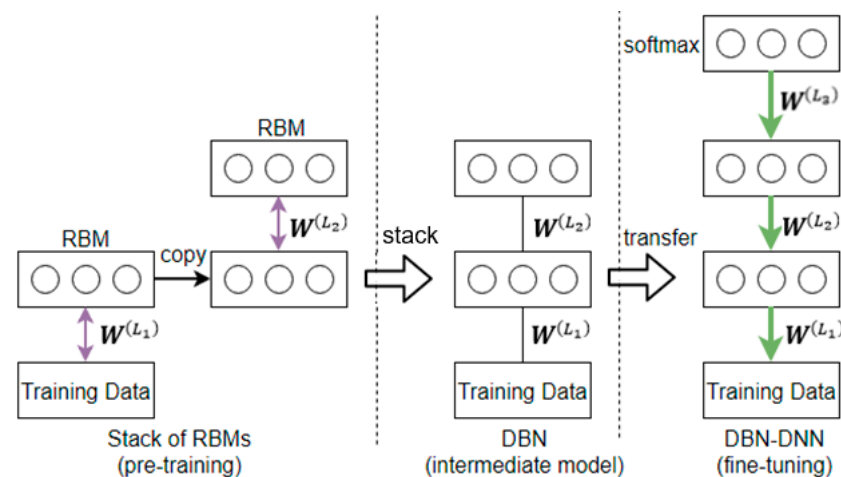 RBM
RBM
copy
W^(L₂)
W^(L₁)
Training Data
Stack of RBMs
(pre-training)
stack
W^(L₂)
W^(L₁)
Training Data
DBN
(intermediate model)
transfer
softmax
W^(L₃)
W^(L₂)
W^(L₁)
Training Data
DBN-DNN
(fine-tuning)